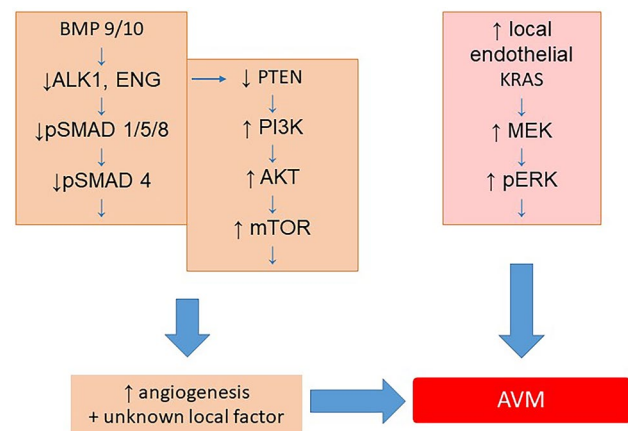 BMP 9/10
↓
↓ALK1, ENG →
↓
↓pSMAD 1/5/8
↓
↓pSMAD 4
↓
↓ PTEN
↓
↑ PI3K
↓
↑ AKT
↓
↑ mTOR
↓
↑ local
endothelial
KRAS
↓
↑ MEK
↓
↑ pERK
↓
↑ angiogenesis
+ unknown local factor
AVM